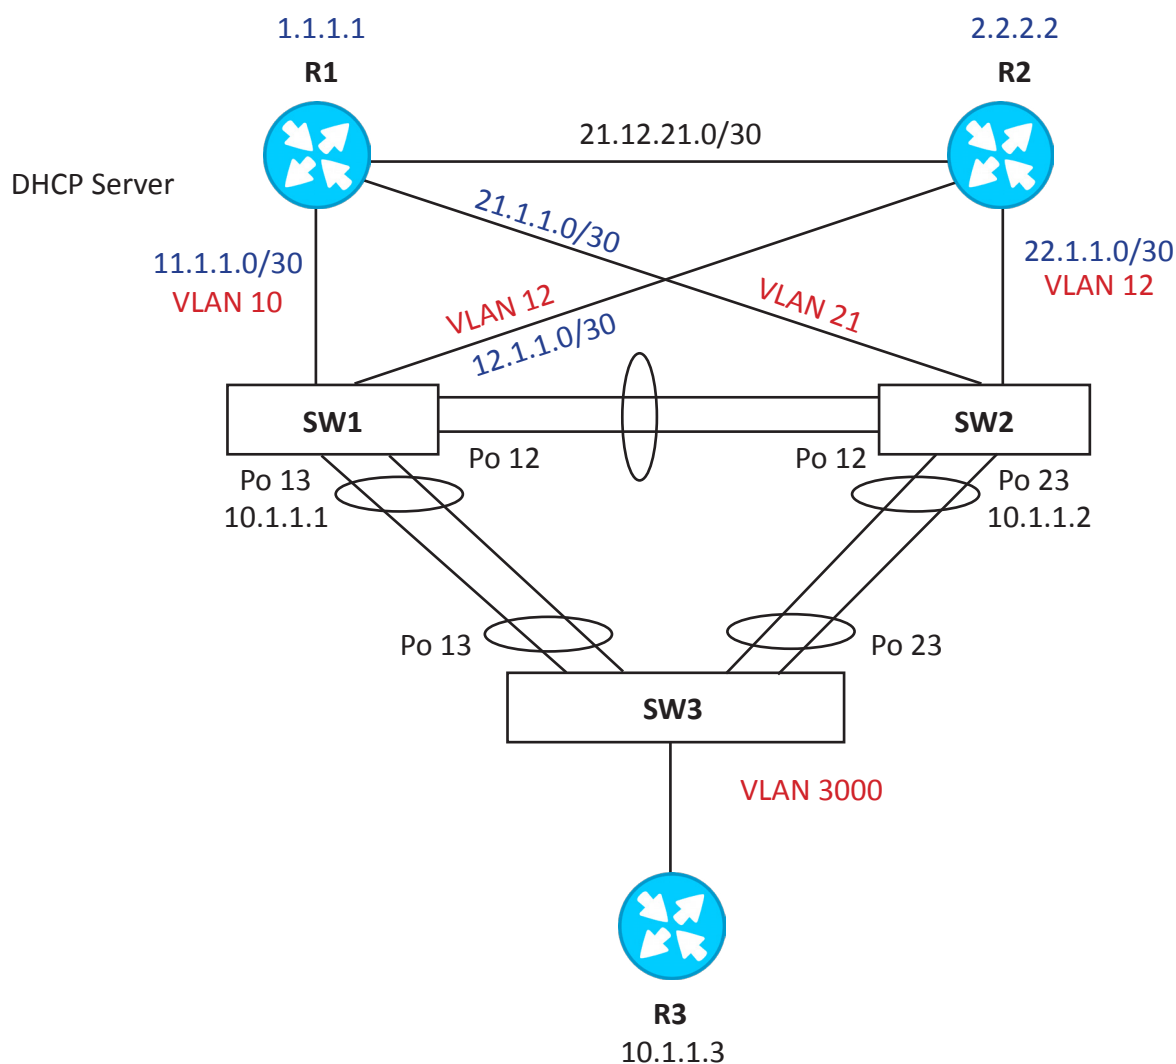 1.1.1.1
2.2.2.2
R1
R2
21.12.21.0/30
DHCP Server
21.1.1.0/30
11.1.1.0/30
VLAN 10
22.1.1.0/30
VLAN 12
VLAN 12
12.1.1.0/30
VLAN 21
SW1
SW2
Po 12
Po 12
Po 13
10.1.1.1
Po 23
10.1.1.2
Po 13
Po 23
SW3
VLAN 3000
R3
10.1.1.3